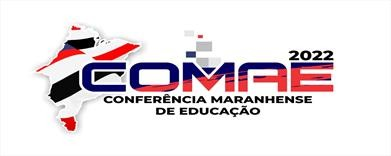 2022
COMAE
CONFERÊNCIA MARANHENSE
DE EDUCAÇÃO